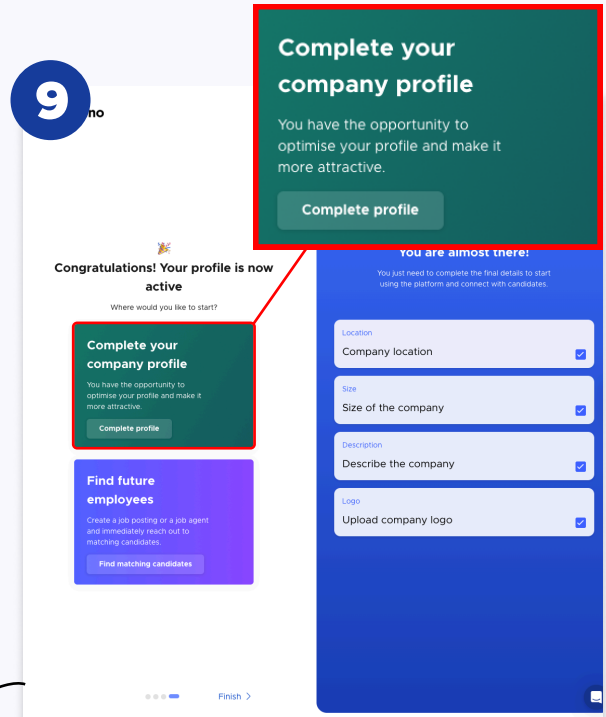 9
no
Complete your
company profile
You have the opportunity to
optimise your profile and make it
more attractive.
Complete profile
Congratulations! Your profile is now
active
Where would you like to start?
Complete your
company profile
You have the opportunity to
optimise your profile and make it
more attractive.
Complete profile
Find future
employees
Create a job posting or a job agent
and immediately reach out to
matching candidates.
Find matching candidates
Finish >
You are almost there!
You just need to complete the final details to start
using the platform and connect with candidates.
Location
Company location
Size
Size of the company
Description
Describe the company
Logo
Upload company logo